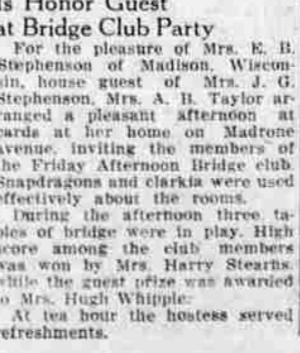 Is Honor Guest
at Bridge Club Party
For the pleasure of Mrs. E. B.
Stephenson of Madison, Wiscon-
sin, house guest of Mrs. J. G.
Stephenson, Mrs. A. B. Taylor ar-
ranged a pleasant afternoon at
cards at her home on Madrone
avenue, inviting the members of
the Friday Afternoon Bridge club.
Snapdragons and clarkia were used
effectively about the rooms.
During the afternoon three ta-
bles of bridge were in play. High
score among the club members
was won by Mrs. Harry Stearns,
while the guest prize was awarded
to Mrs. Hugh Whipple.
At tea hour the hostess served
refreshments.